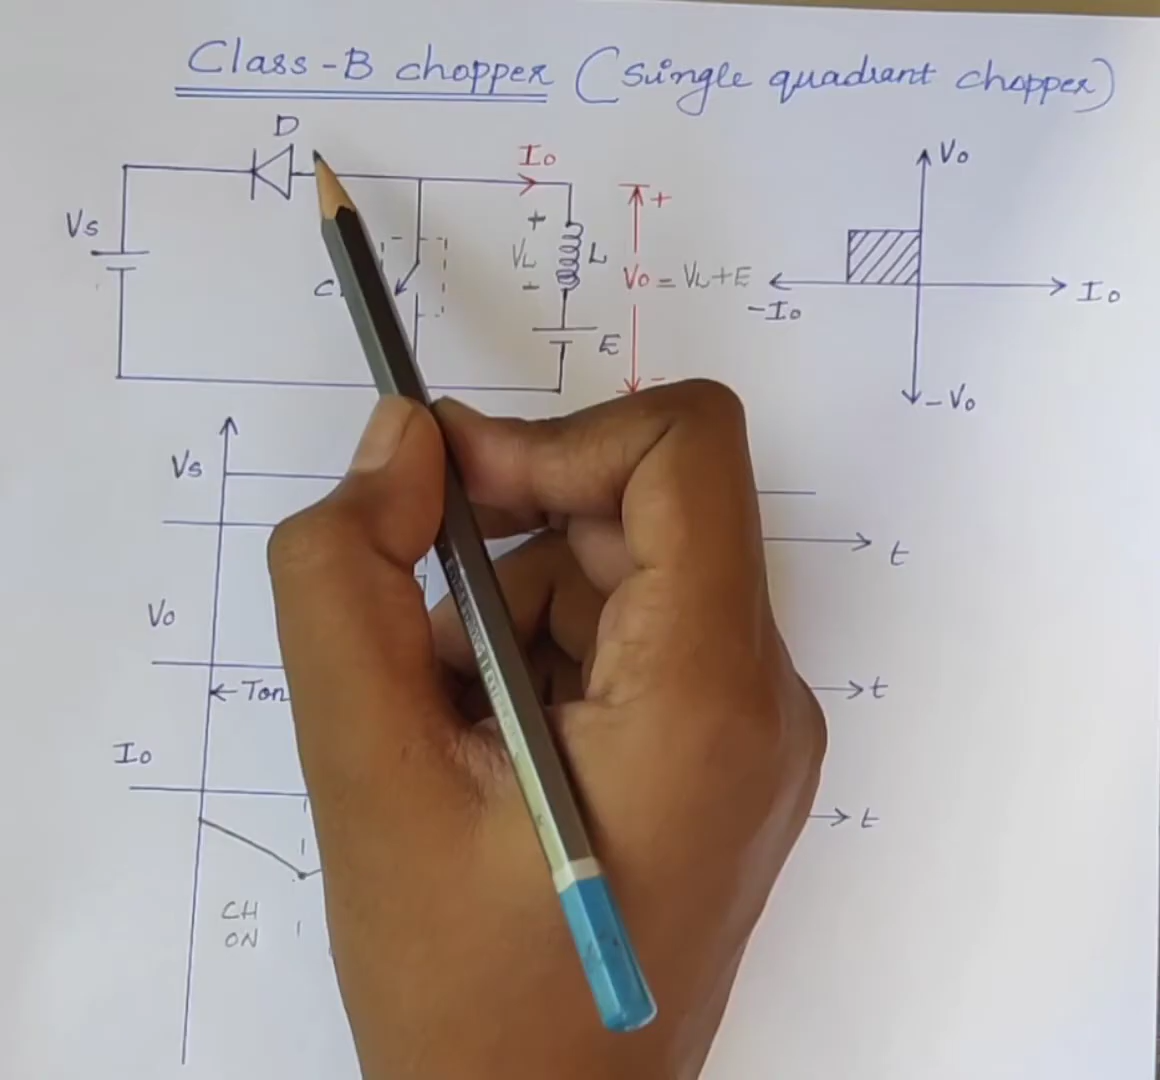 Class-B chopper (Single quadrant chopper)
D
Io
+
Vs
+
VL
L
-
Vo = VL+E
E
-
Vo
Io
-Io
-Vo
Vs
t
Vo
t
Ton
Io
t
CH
ON